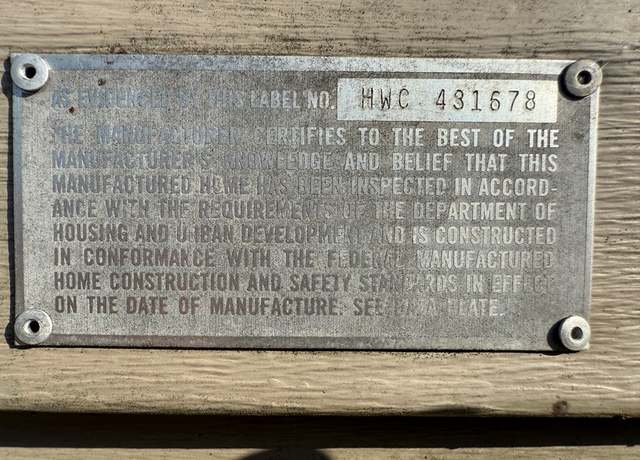 AS EVIDENCED BY THIS LABEL NO. HWC 431678
THE MANUFACTURER CERTIFIES TO THE BEST OF THE
MANUFACTURER'S KNOWLEDGE AND BELIEF THAT THIS
MANUFACTURED HOME HAS BEEN INSPECTED IN ACCORD-
ANCE WITH THE REQUIREMENTS OF THE DEPARTMENT OF
HOUSING AND URBAN DEVELOPMENT AND IS CONSTRUCTED
IN CONFORMANCE WITH THE FEDERAL MANUFACTURED
HOME CONSTRUCTION AND SAFETY STANDARDS IN EFFECT
ON THE DATE OF MANUFACTURE. SEE DATA PLATE.